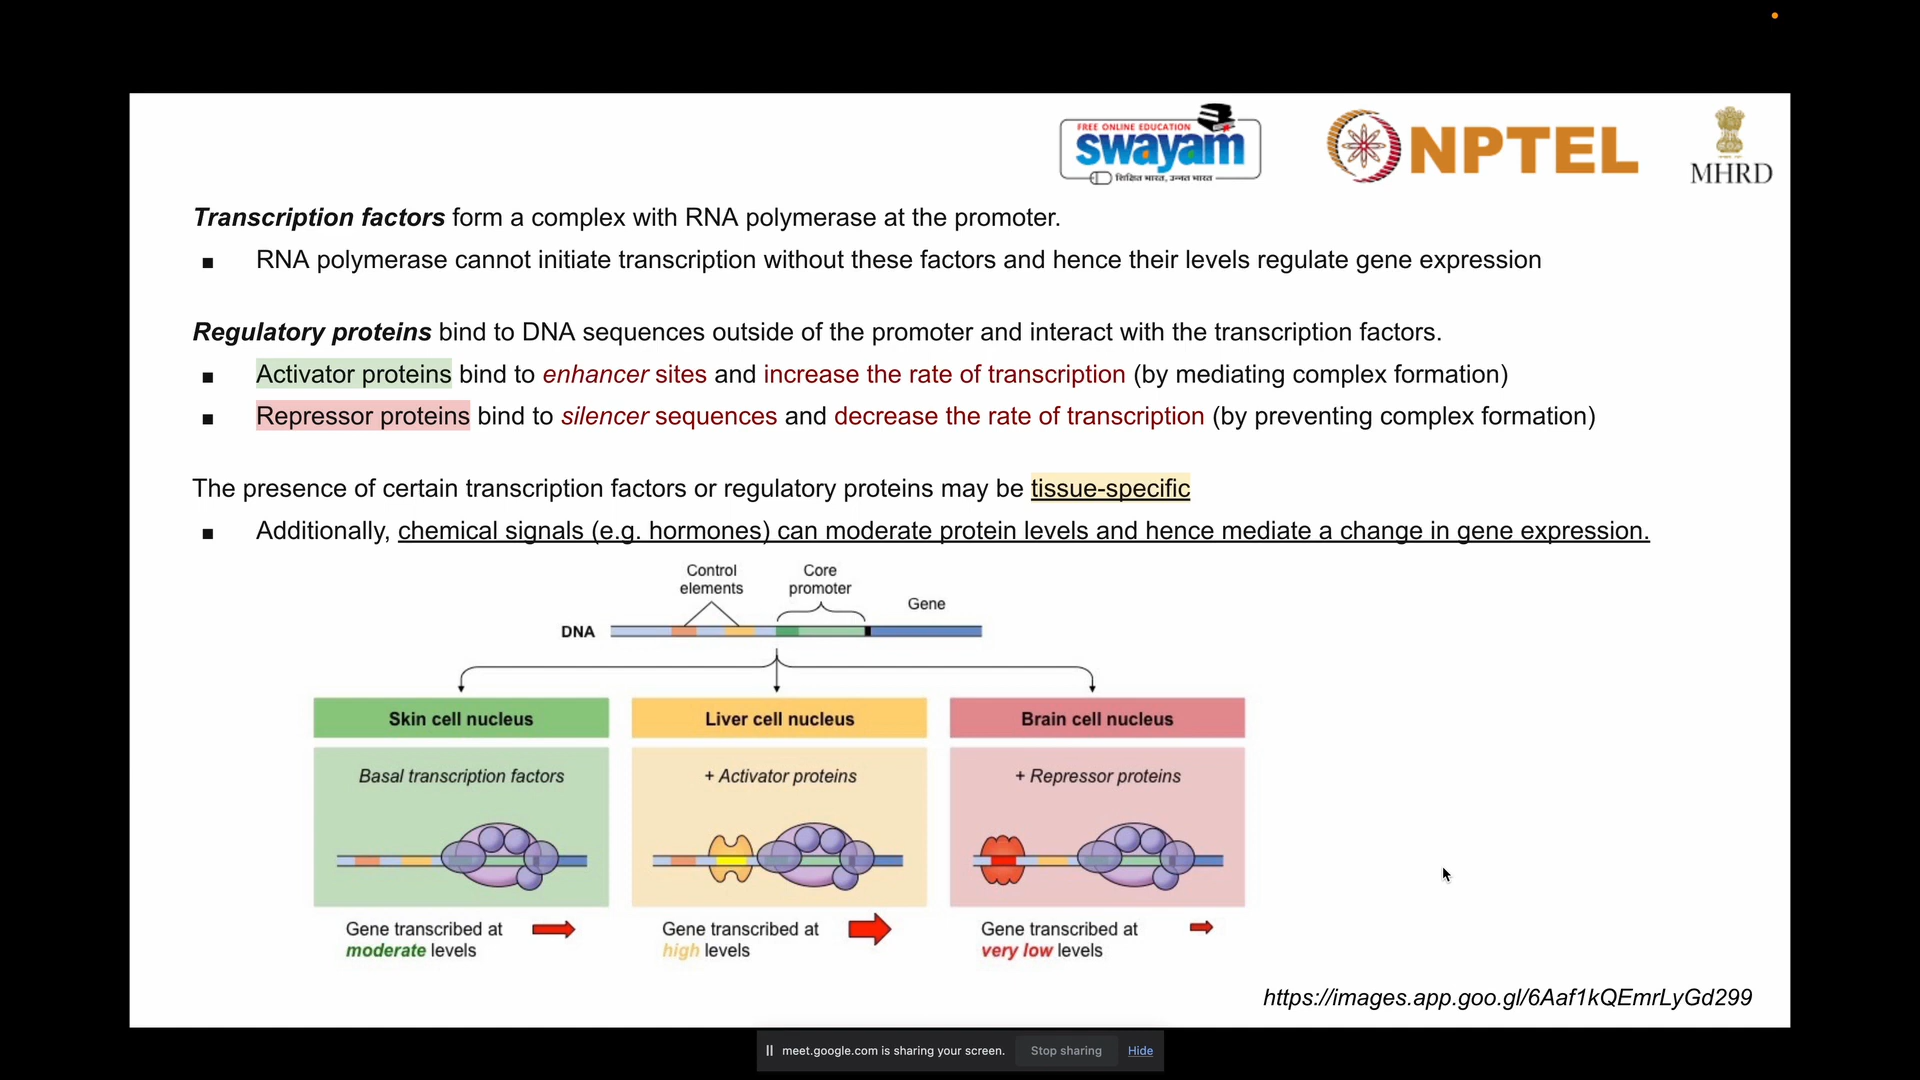 FREE ONLINE EDUCATION
swayam
शिक्षित भारत, उन्नत भारत
NPTEL
MHRD
Transcription factors form a complex with RNA polymerase at the promoter.
■ RNA polymerase cannot initiate transcription without these factors and hence their levels regulate gene expression
Regulatory proteins bind to DNA sequences outside of the promoter and interact with the transcription factors.
■ Activator proteins bind to enhancer sites and increase the rate of transcription (by mediating complex formation)
■ Repressor proteins bind to silencer sequences and decrease the rate of transcription (by preventing complex formation)
The presence of certain transcription factors or regulatory proteins may be tissue-specific
■ Additionally, chemical signals (e.g. hormones) can moderate protein levels and hence mediate a change in gene expression.
Control
elements
Core
promoter
Gene
DNA
Skin cell nucleus
Liver cell nucleus
Brain cell nucleus
Basal transcription factors
+ Activator proteins
+ Repressor proteins
Gene transcribed at
moderate levels
Gene transcribed at
high levels
Gene transcribed at
very low levels
https://images.app.goo.gl/6Aaf1kQEmrLyGd299
meet.google.com is sharing your screen.
Stop sharing
Hide